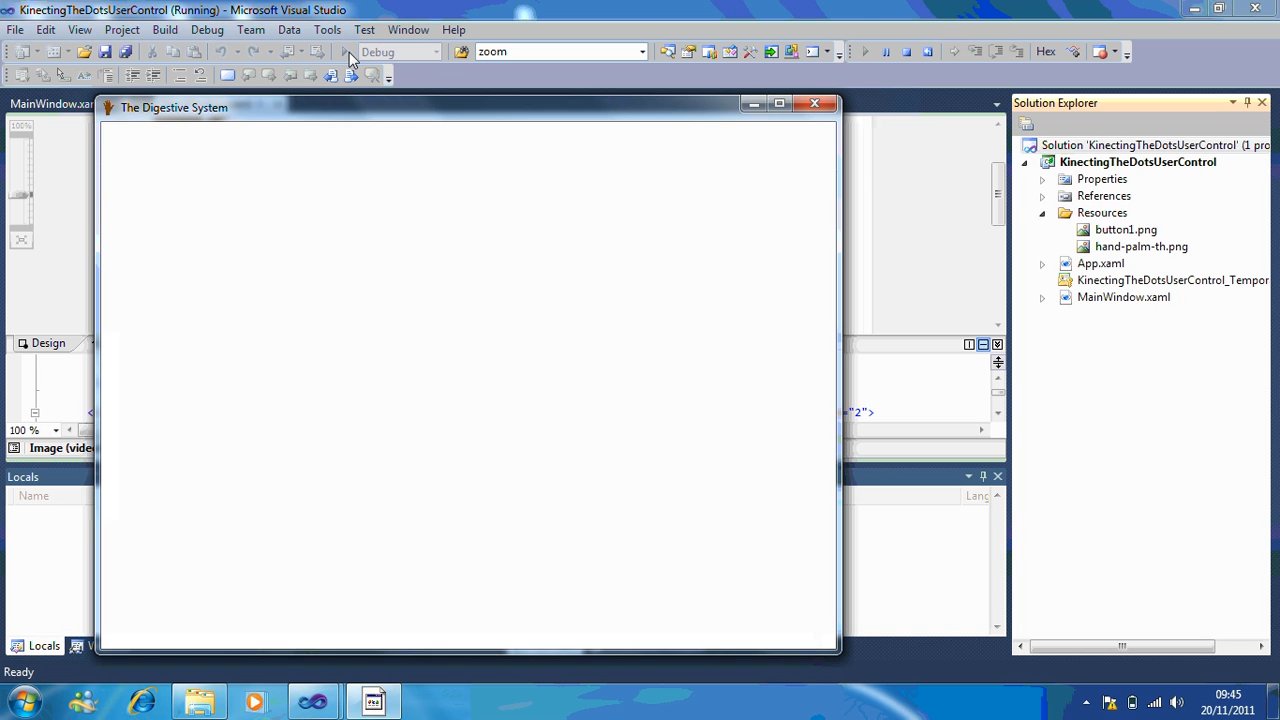 KinectingTheDotsUserControl (Running) - Microsoft Visual Studio
File Edit View Project Build Debug Team Data Tools Test Window Help
Debug zoom Hex
MainWindow.xa
The Digestive System
Solution Explorer
100%
Solution 'KinectingTheDotsUserControl' (1 pro
KinectingTheDotsUserControl
Properties
References
Resources
button1.png
hand-palm-th.png
App.xaml
KinectingTheDotsUserControl_Tempor
MainWindow.xaml
Design
< ="2">
100 %
Image (vide
Locals
Name Lang
Locals
Ready
09:45
20/11/2011